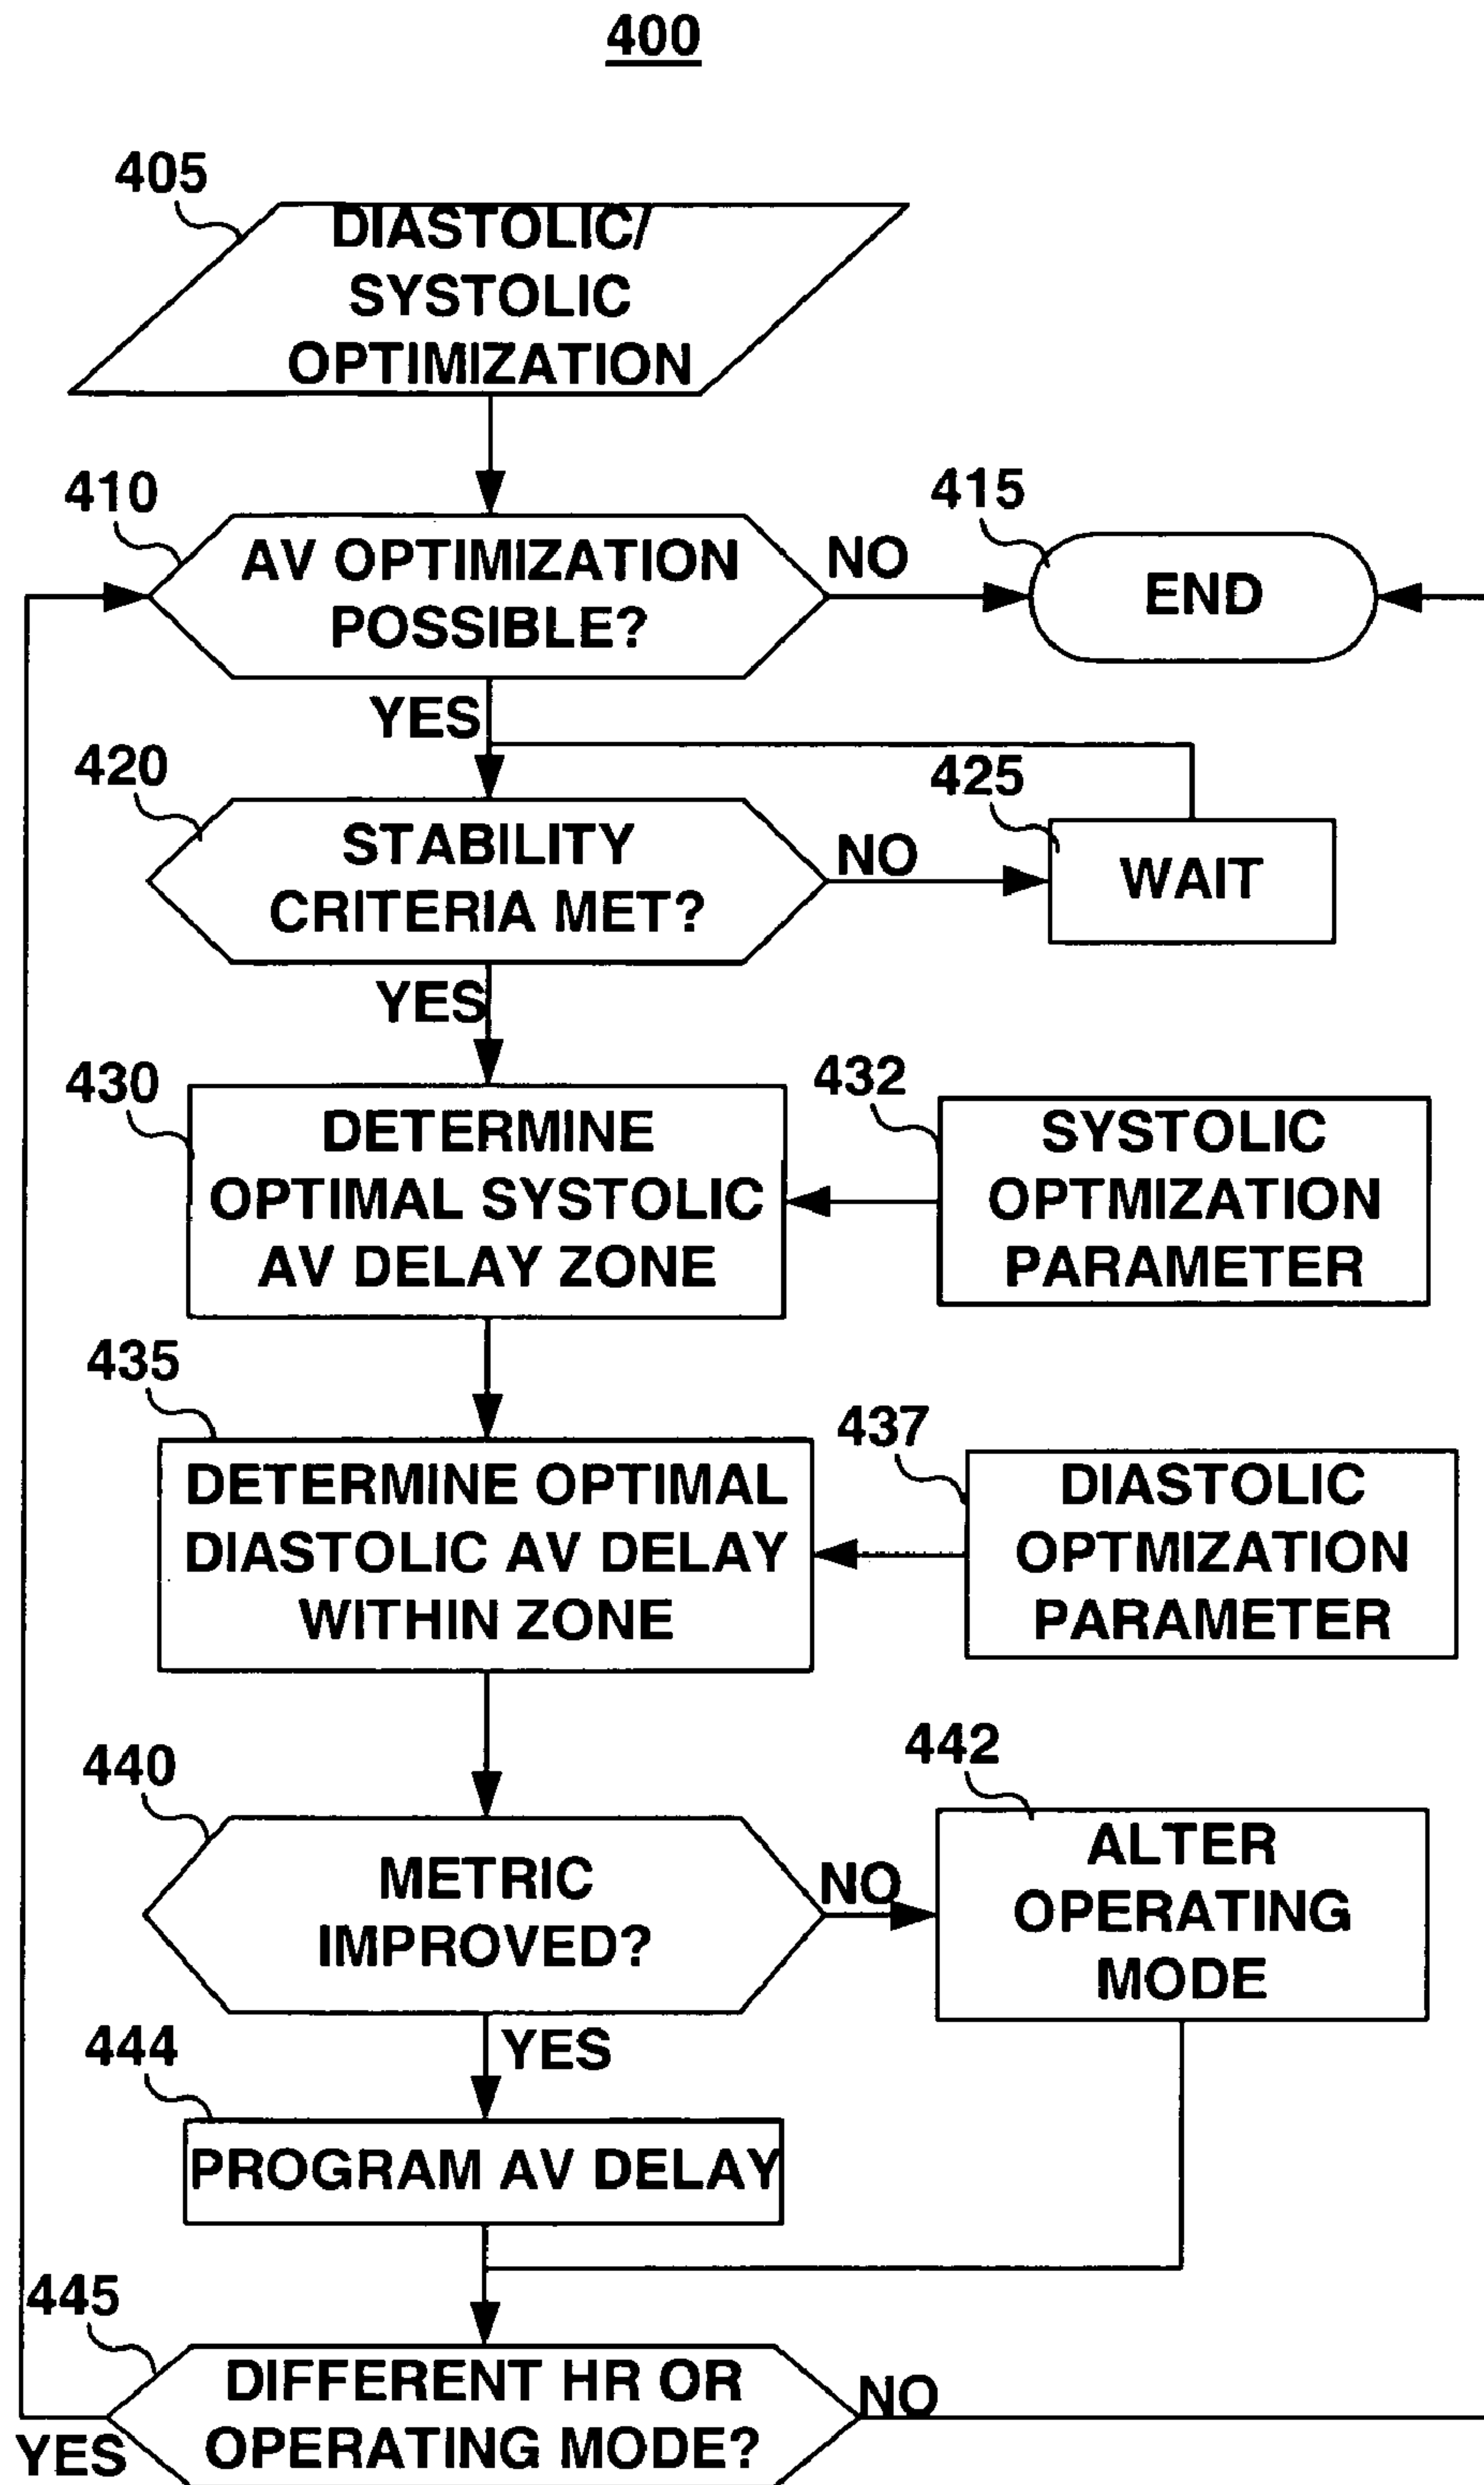 400
405
DIASTOLIC/
SYSTOLIC
OPTIMIZATION
410
AV OPTIMIZATION
POSSIBLE?
NO
415
END
YES
420
STABILITY
CRITERIA MET?
NO
425
WAIT
YES
430
DETERMINE
OPTIMAL SYSTOLIC
AV DELAY ZONE
432
SYSTOLIC
OPTMIZATION
PARAMETER
435
DETERMINE OPTIMAL
DIASTOLIC AV DELAY
WITHIN ZONE
437
DIASTOLIC
OPTMIZATION
PARAMETER
440
METRIC
IMPROVED?
NO
442
ALTER
OPERATING
MODE
YES
444
PROGRAM AV DELAY
445
DIFFERENT HR OR
OPERATING MODE?
NO
YES